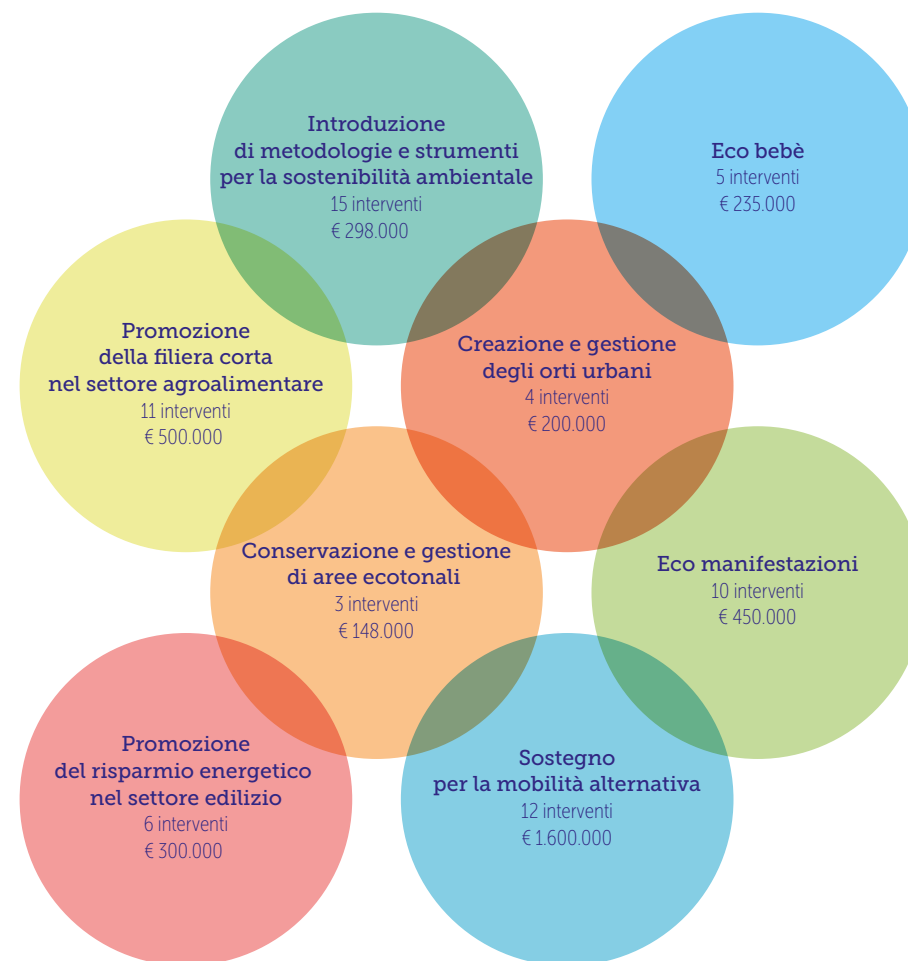 Introduzione
di metodologie e strumenti
per la sostenibilità ambientale
15 interventi
€ 298.000
Eco bebè
5 interventi
€ 235.000
Promozione
della filiera corta
nel settore agroalimentare
11 interventi
€ 500.000
Creazione e gestione
degli orti urbani
4 interventi
€ 200.000
Conservazione e gestione
di aree ecotonali
3 interventi
€ 148.000
Eco manifestazioni
10 interventi
€ 450.000
Promozione
del risparmio energetico
nel settore edilizio
6 interventi
€ 300.000
Sostegno
per la mobilità alternativa
12 interventi
€ 1.600.000